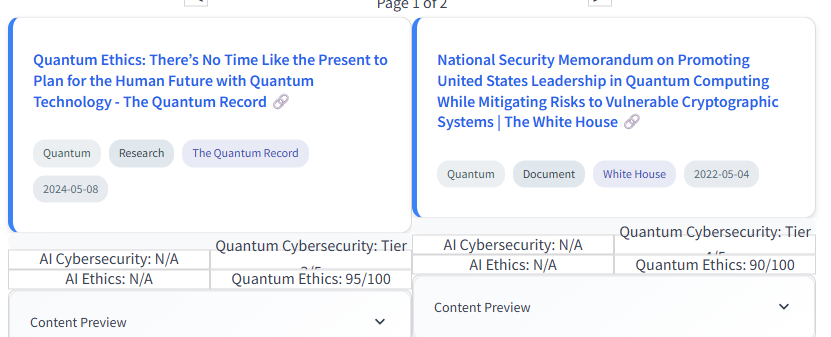 Page 1 of 2
Quantum Ethics: There’s No Time Like the Present to
Plan for the Human Future with Quantum
Technology - The Quantum Record
Quantum
Research
The Quantum Record
2024-05-08
AI Cybersecurity: N/A
Quantum Cybersecurity: Tier
AI Ethics: N/A
Quantum Ethics: 95/100
Content Preview
National Security Memorandum on Promoting
United States Leadership in Quantum Computing
While Mitigating Risks to Vulnerable Cryptographic
Systems | The White House
Quantum
Document
White House
2022-05-04
AI Cybersecurity: N/A
Quantum Cybersecurity: Tier
AI Ethics: N/A
Quantum Ethics: 90/100
Content Preview